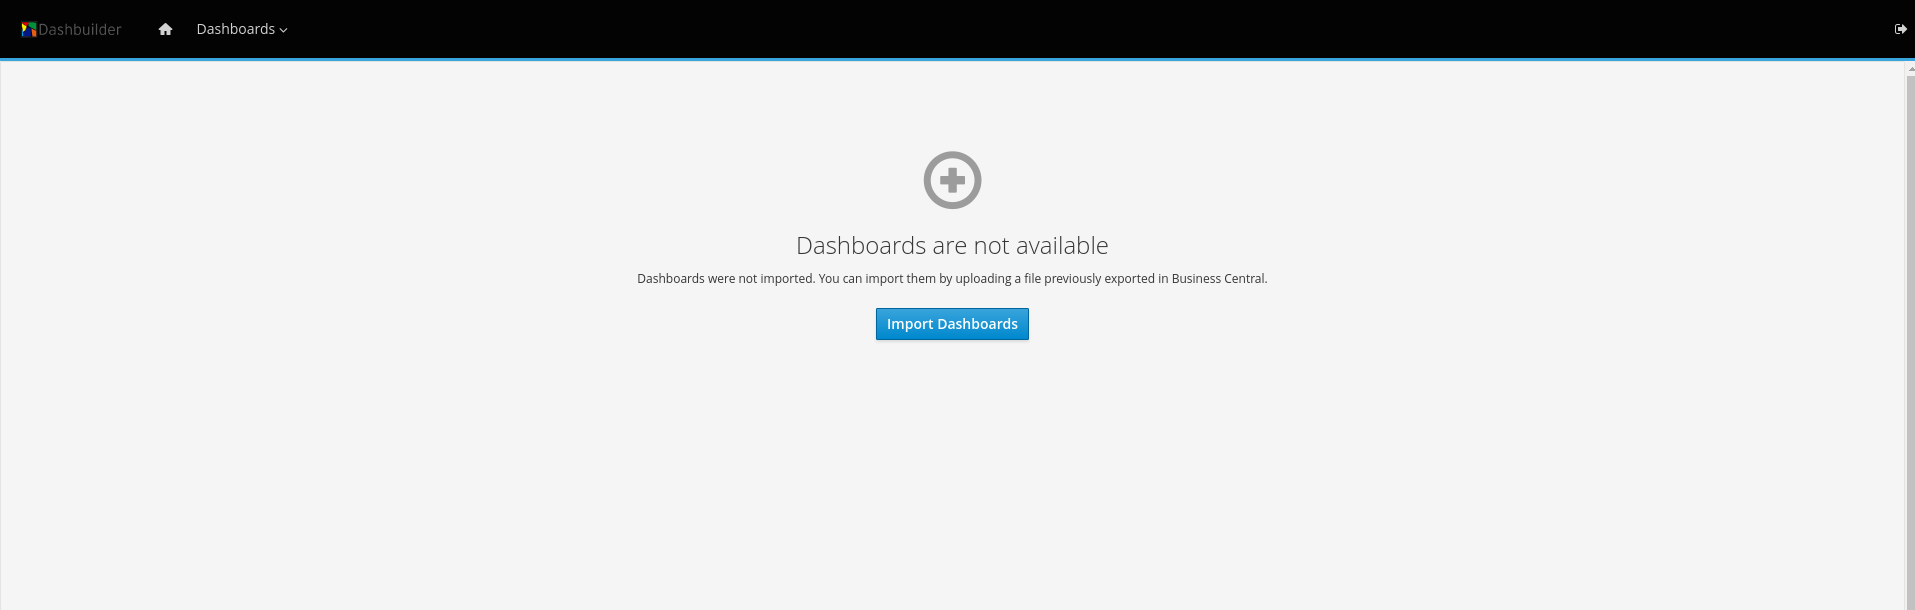 Dashbuilder
Dashboards
Dashboards are not available
Dashboards were not imported. You can import them by uploading a file previously exported in Business Central.
Import Dashboards